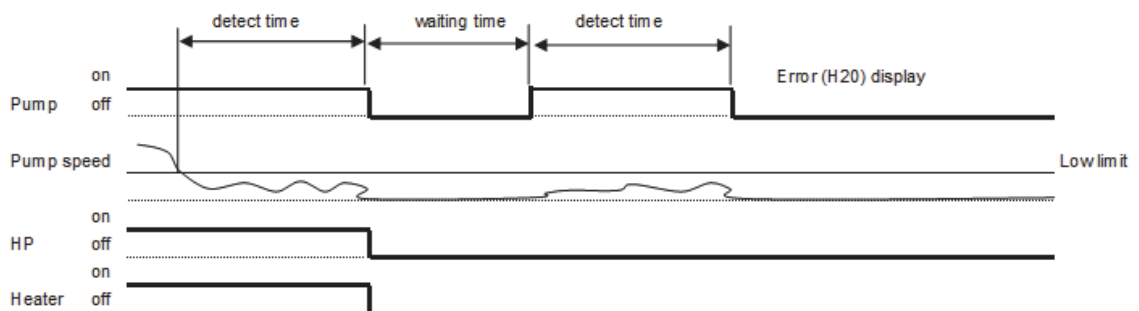 detect time waiting time detect time
on Error (H20) display
Pump off
Pump speed Low limit
on
HP off
on
Heater off